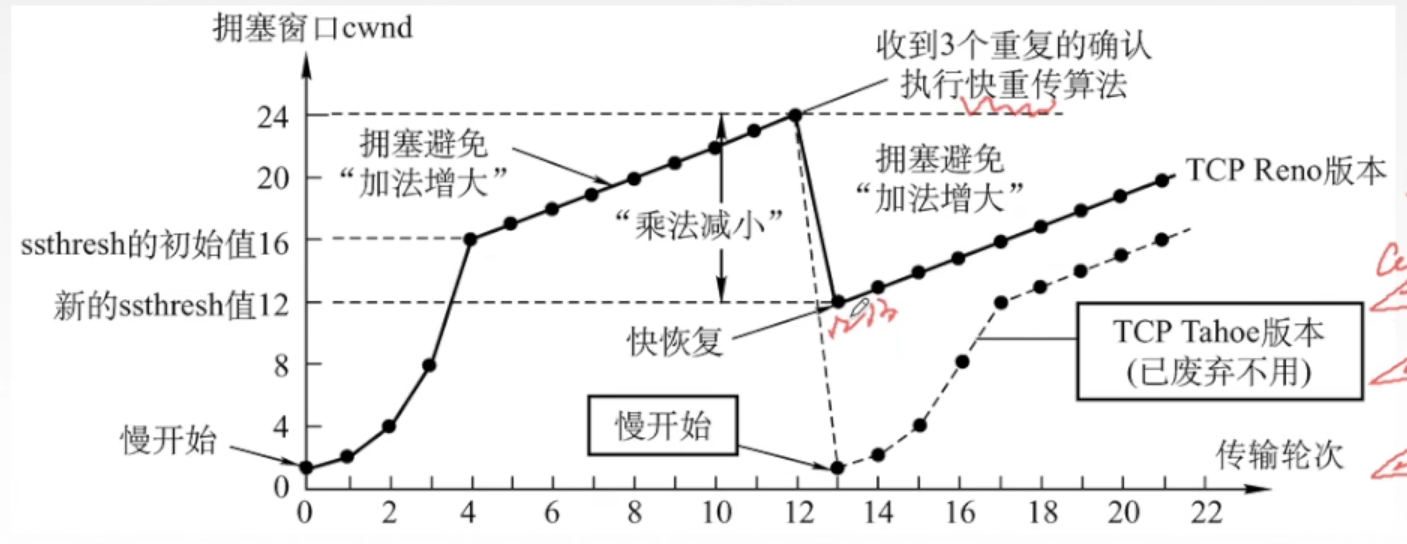 拥塞窗口cwnd
收到3个重复的确认
执行快重传算法
24
拥塞避免
“加法增大”
拥塞避免
“加法增大”
20
TCP Reno版本
“乘法减小”
ssthresh的初始值16
新的ssthresh值12
快恢复
TCP Tahoe版本
(已废弃不用)
8
4
慢开始
慢开始
传输轮次
0
0 2 4 6 8 10 12 14 16 18 20 22